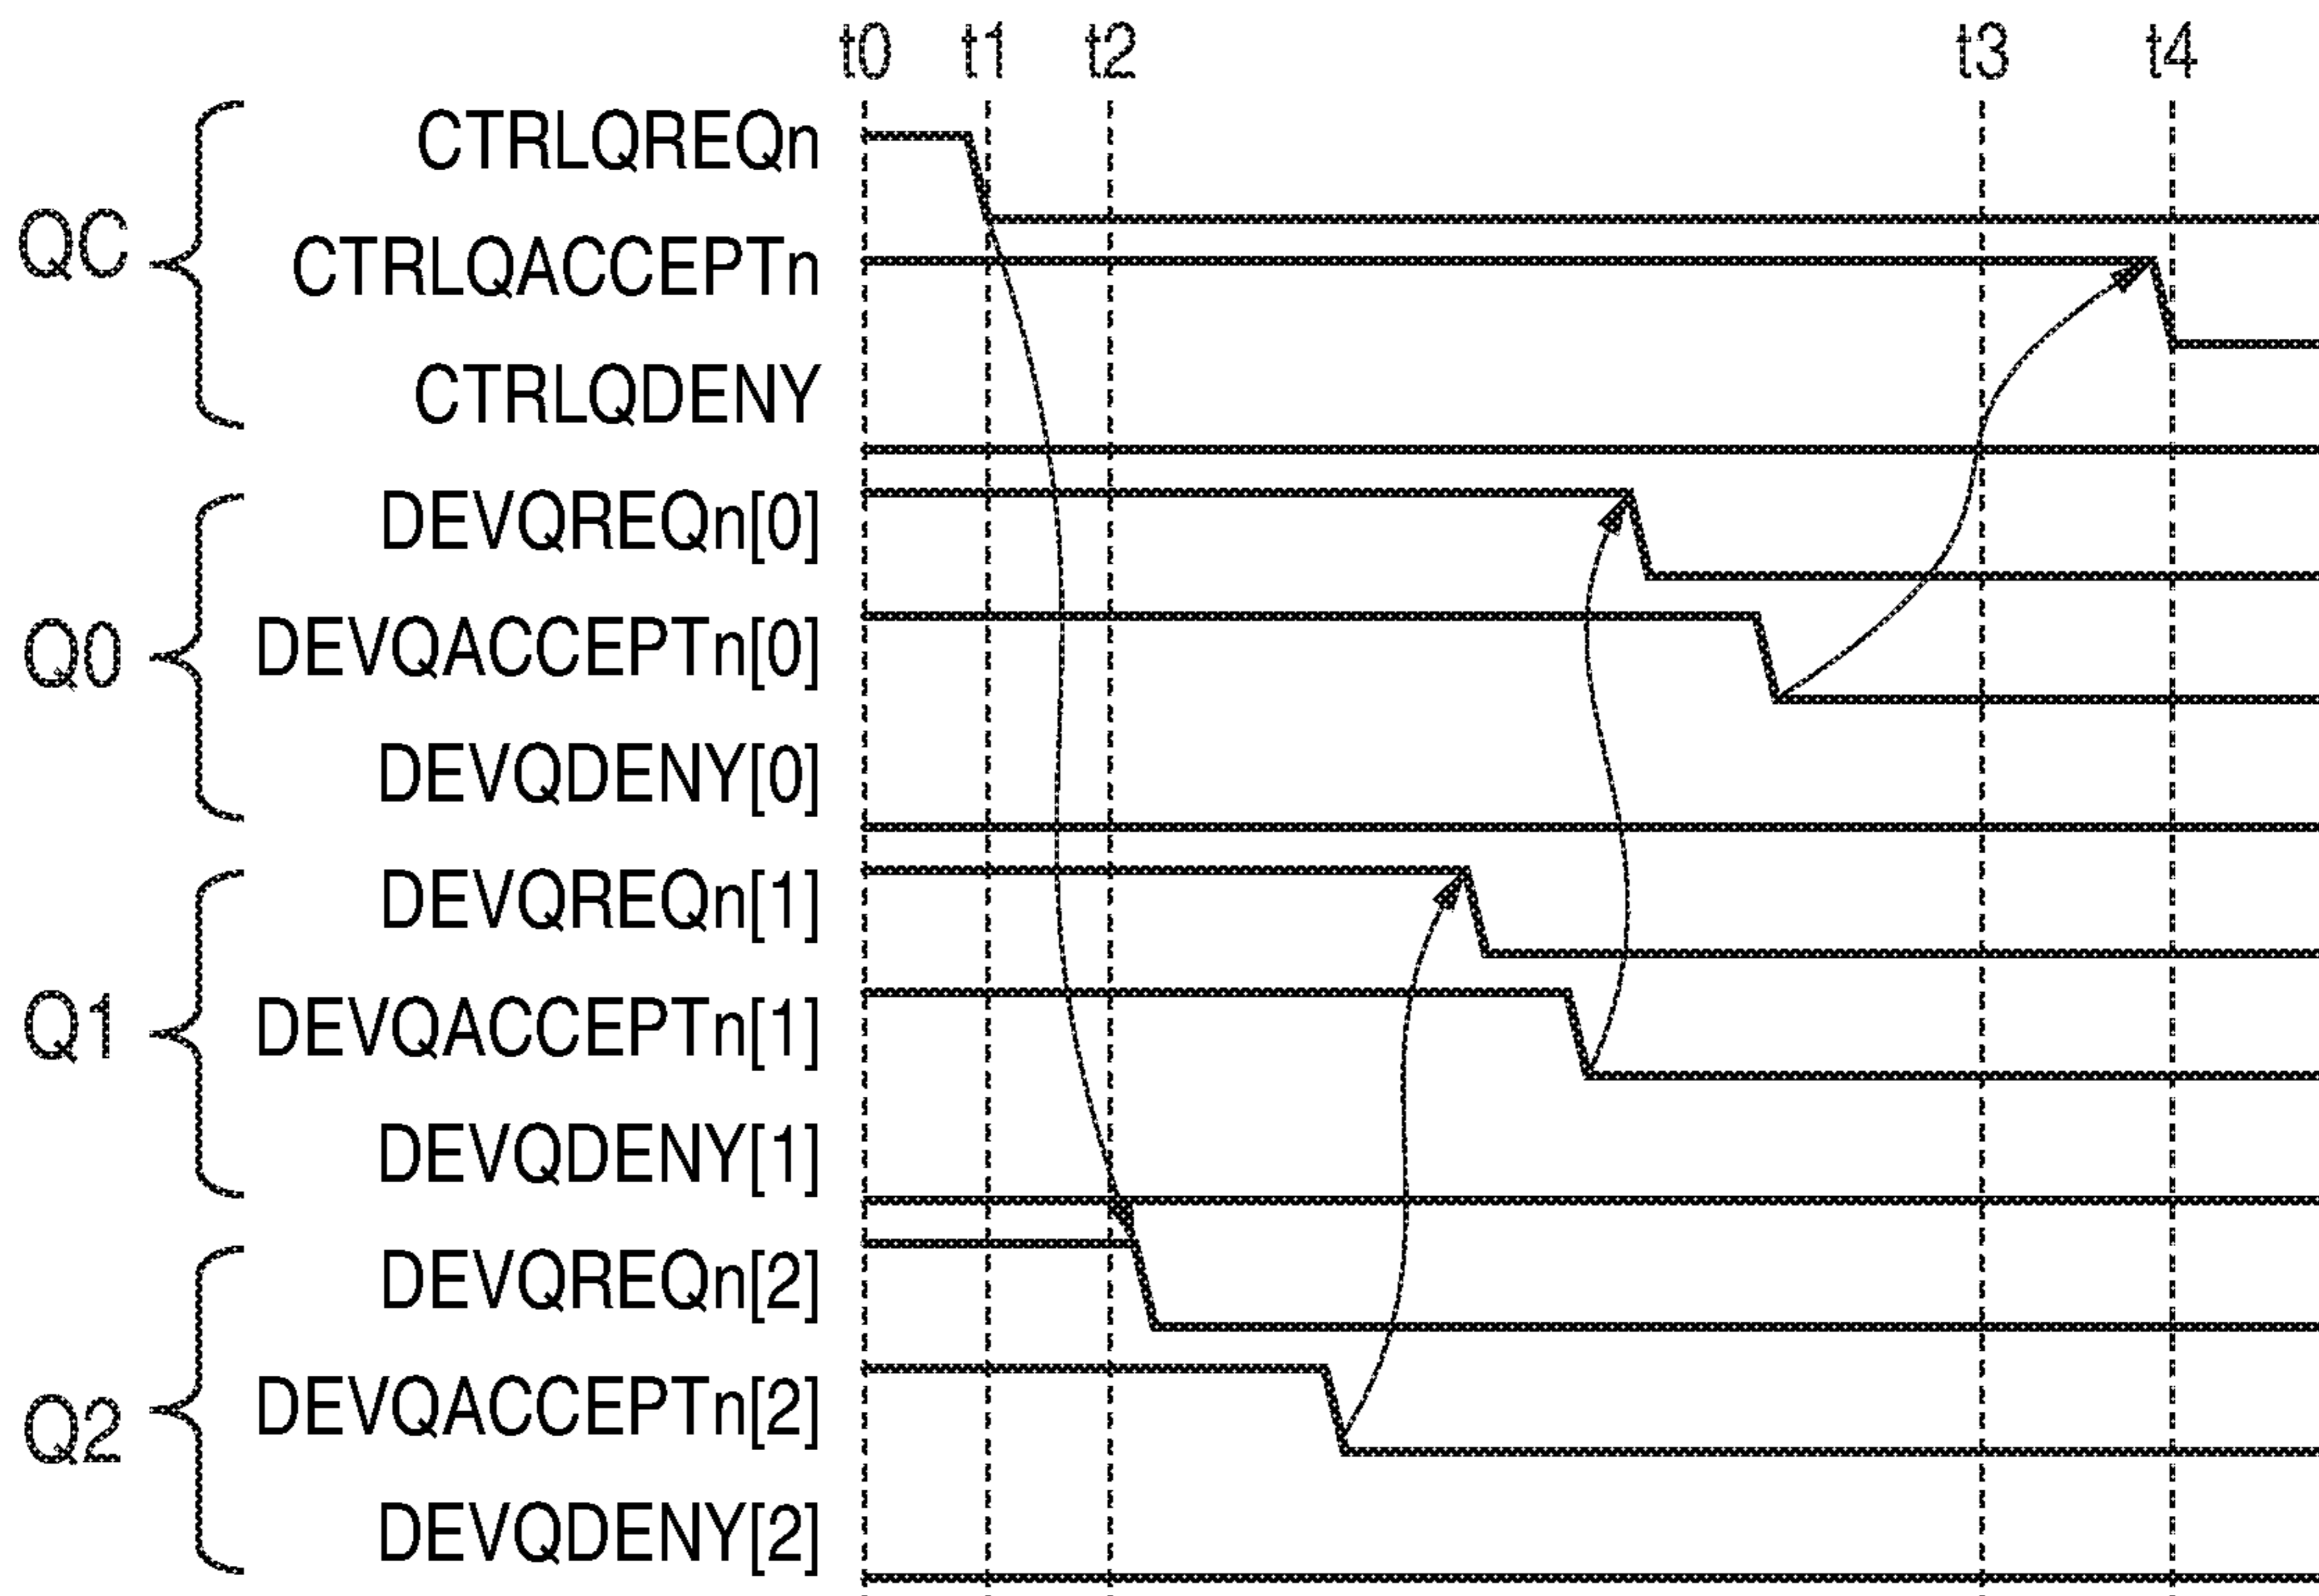 t0 t1 t2 t3 t4
CTRLQREQn
QC
CTRLQACCEPTn
CTRLQDENY
DEVQREQn[0]
Q0
DEVQACCEPTn[0]
DEVQDENY[0]
DEVQREQn[1]
Q1
DEVQACCEPTn[1]
DEVQDENY[1]
DEVQREQn[2]
Q2
DEVQACCEPTn[2]
DEVQDENY[2]